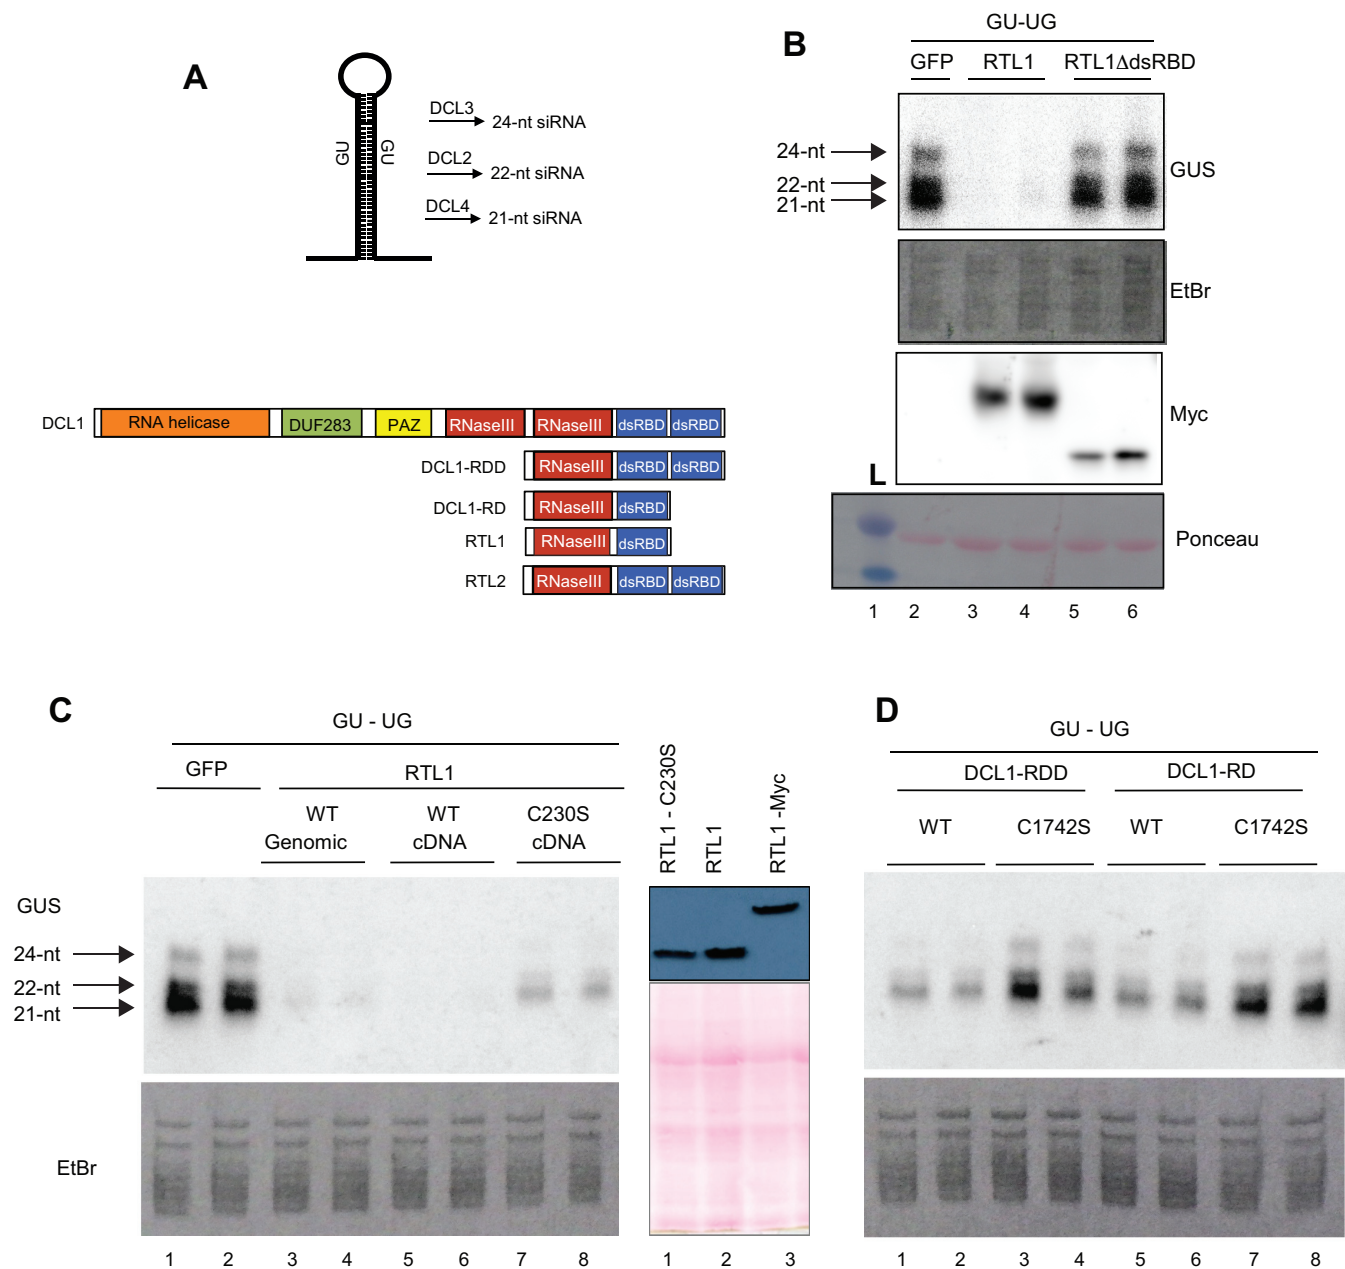 A
GU
GU
DCL3
24-nt siRNA
DCL2
22-nt siRNA
DCL4
21-nt siRNA
DCL1
RNA helicase
DUF283
PAZ
RNaseIII
RNaseIII
dsRBD
dsRBD
DCL1-RDD
RNaseIII
dsRBD
dsRBD
DCL1-RD
RNaseIII
dsRBD
RTL1
RNaseIII
dsRBD
RTL2
RNaseIII
dsRBD
dsRBD
B
GU-UG
GFP
RTL1
RTL1ΔdsRBD
24-nt
22-nt
21-nt
GUS
EtBr
Myc
L
Ponceau
1 2 3 4 5 6
C
GU - UG
GFP
RTL1
WT
Genomic
WT
cDNA
C230S
cDNA
GUS
24-nt
22-nt
21-nt
EtBr
1 2 3 4 5 6 7 8
RTL1 - C230S
RTL1
RTL1 -Myc
1 2 3
D
GU - UG
DCL1-RDD
DCL1-RD
WT
C1742S
WT
C1742S
1 2 3 4 5 6 7 8